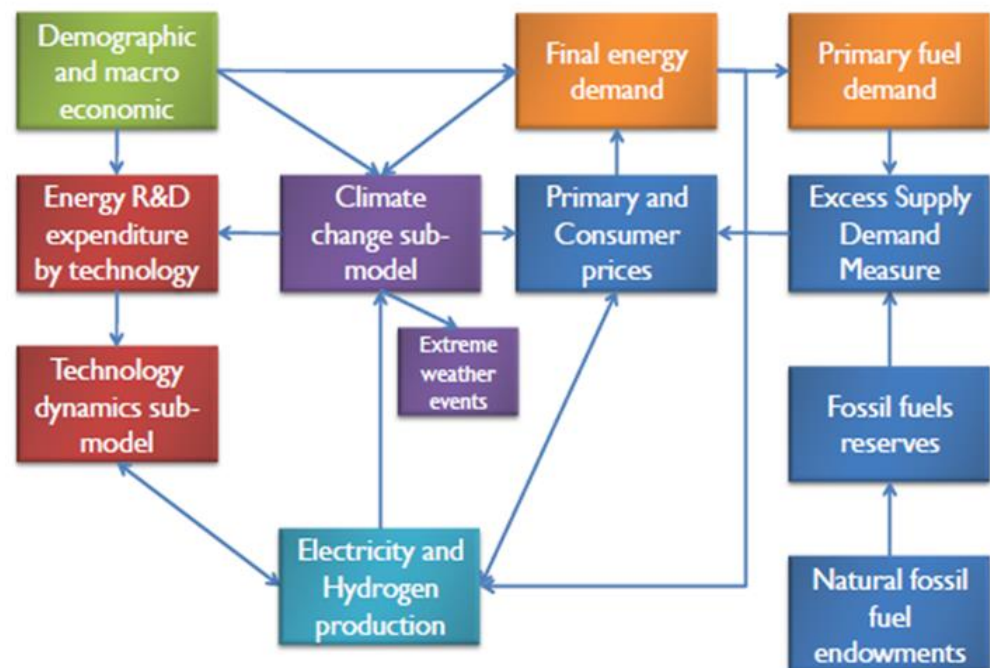 Demographic
and macro
economic
Final energy
demand
Primary fuel
demand
Energy R&D
expenditure
by technology
Climate
change sub-
model
Primary and
Consumer
prices
Excess Supply
Demand
Measure
Extreme
weather
events
Technology
dynamics sub-
model
Fossil fuels
reserves
Electricity and
Hydrogen
production
Natural fossil
fuel
endowments